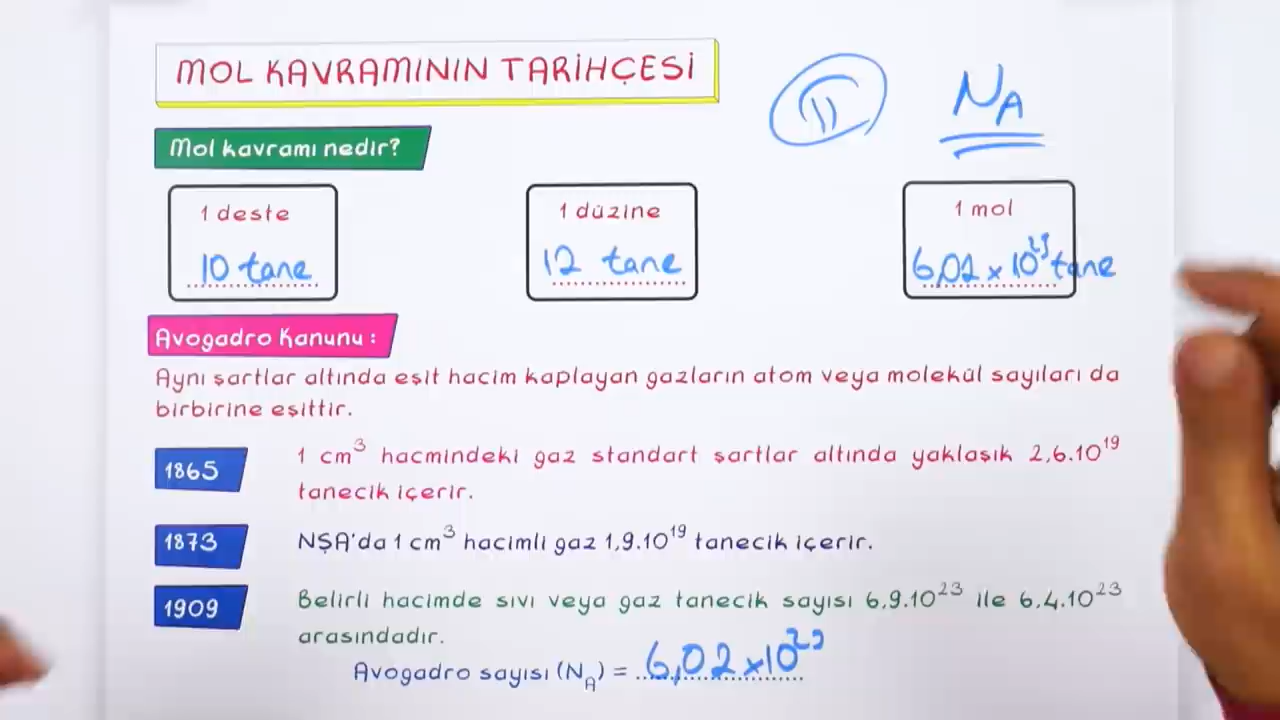 MOL KAVRAMININ TARİHÇESİ
N_A
Mol kavramı nedir?
1 deste
10 tane
1 düzine
12 tane
1 mol
6,02 x 10²³ tane
Avogadro Kanunu :
Aynı şartlar altında eşit hacim kaplayan gazların atom veya molekül sayıları da
birbirine eşittir.
1865
1 cm³ hacmindeki gaz standart şartlar altında yaklaşık 2,6.10¹⁹
tanecik içerir.
1873
NŞA'da 1 cm³ hacimli gaz 1,9.10¹⁹ tanecik içerir.
1909
Belirli hacimde sıvı veya gaz tanecik sayısı 6,9.10²³ ile 6,4.10²³
arasındadır.
Avogadro sayısı (N_A) = 6,02 x 10²³